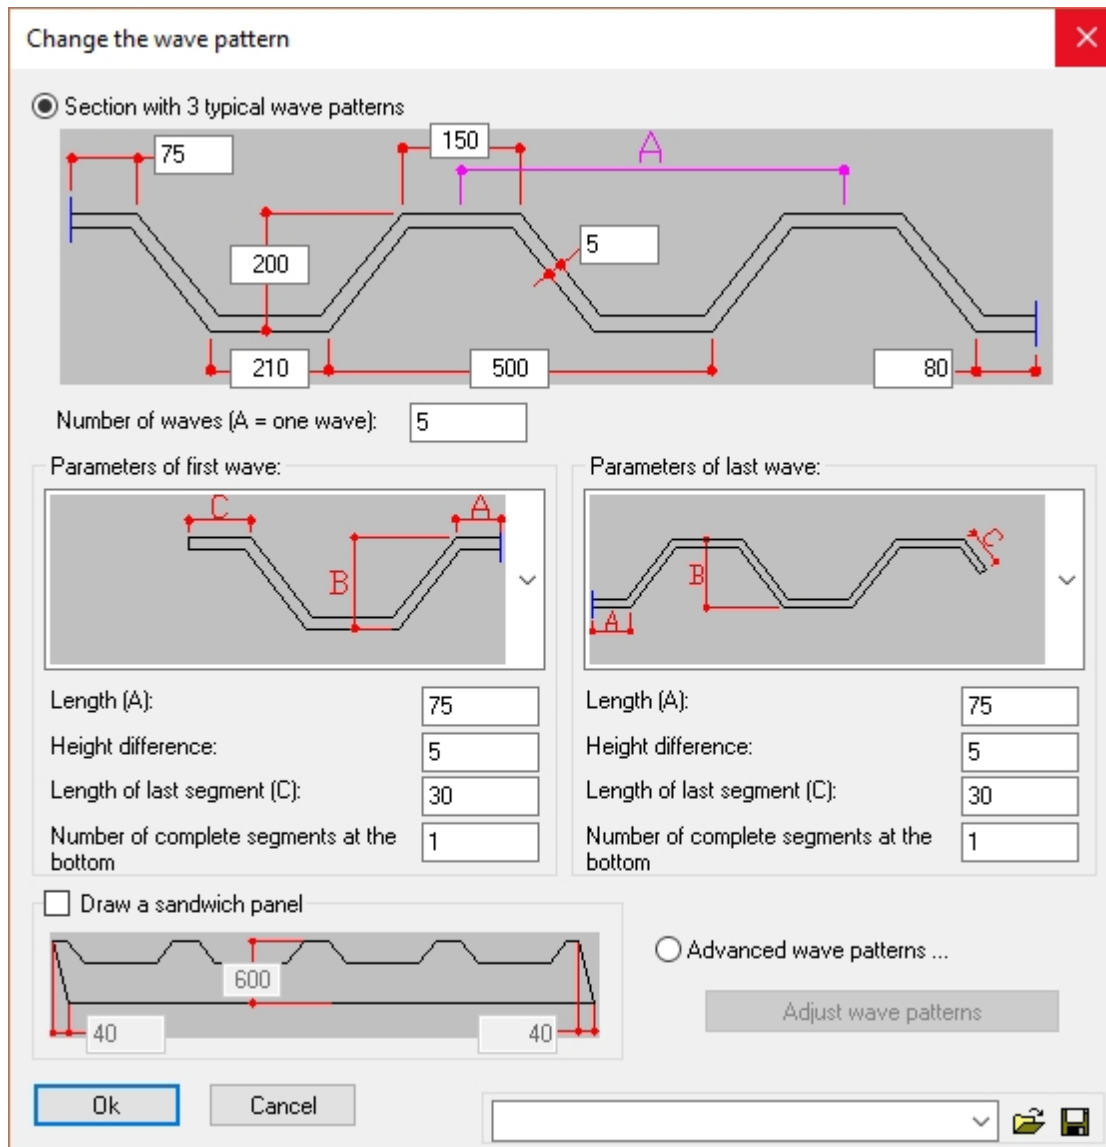 Change the wave pattern
Section with 3 typical wave patterns
75
150
A
200
5
210
500
80
Number of waves (A = one wave):
5
Parameters of first wave:
C
A
B
Length (A):
75
Height difference:
5
Length of last segment (C):
30
Number of complete segments at the
bottom
1
Parameters of last wave:
C
B
A
Length (A):
75
Height difference:
5
Length of last segment (C):
30
Number of complete segments at the
bottom
1
Draw a sandwich panel
600
40
40
Advanced wave patterns ...
Adjust wave patterns
Ok
Cancel